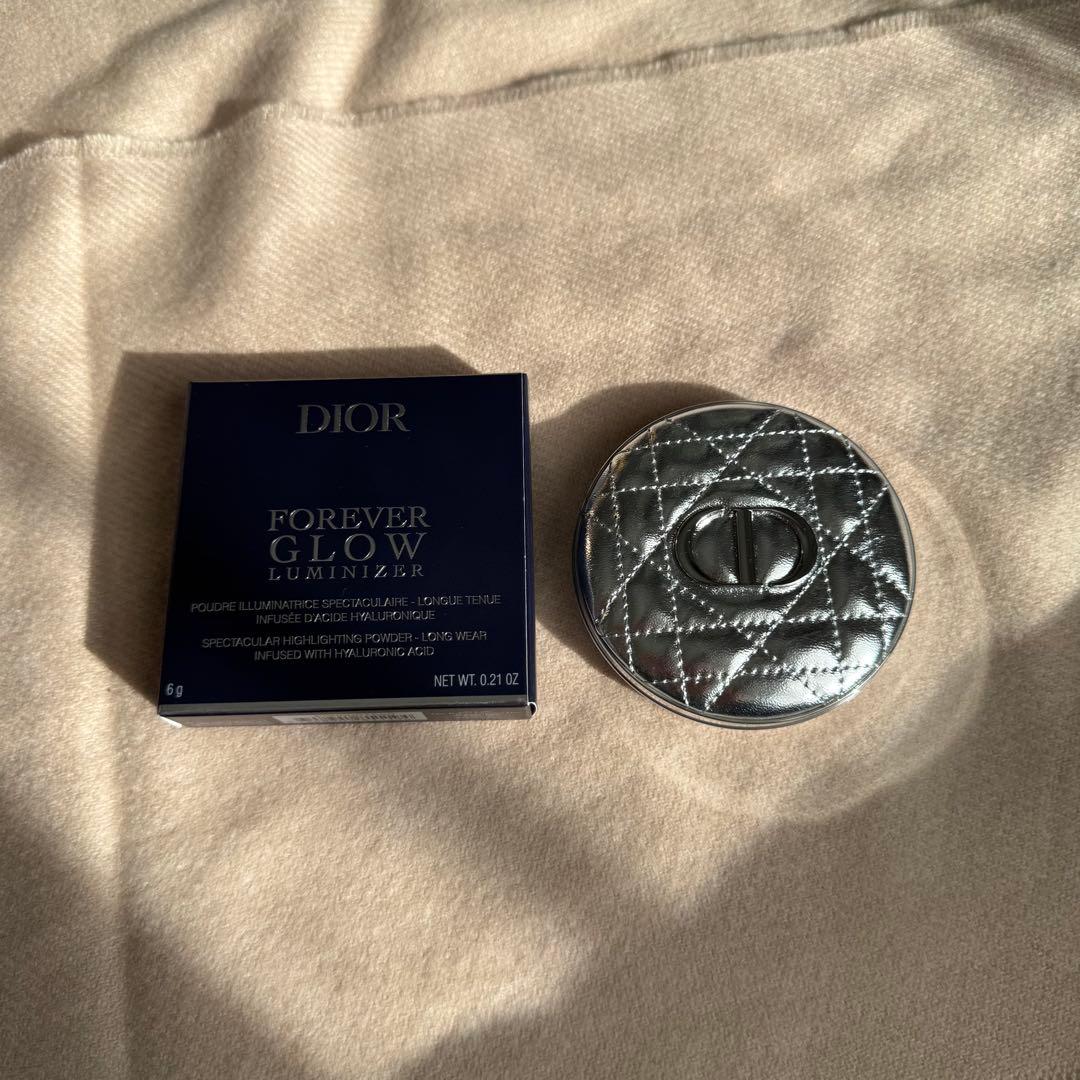 DIOR
FOREVER
GLOW
LUMINIZER
POUDRE ILLUMINATRICE SPECTACULAIRE - LONGUE TENUE
INFUSÉE D'ACIDE HYALURONIQUE
SPECTACULAR HIGHLIGHTING POWDER - LONG WEAR
INFUSED WITH HYALURONIC ACID
6 g
NET WT. 0.21 OZ
CD